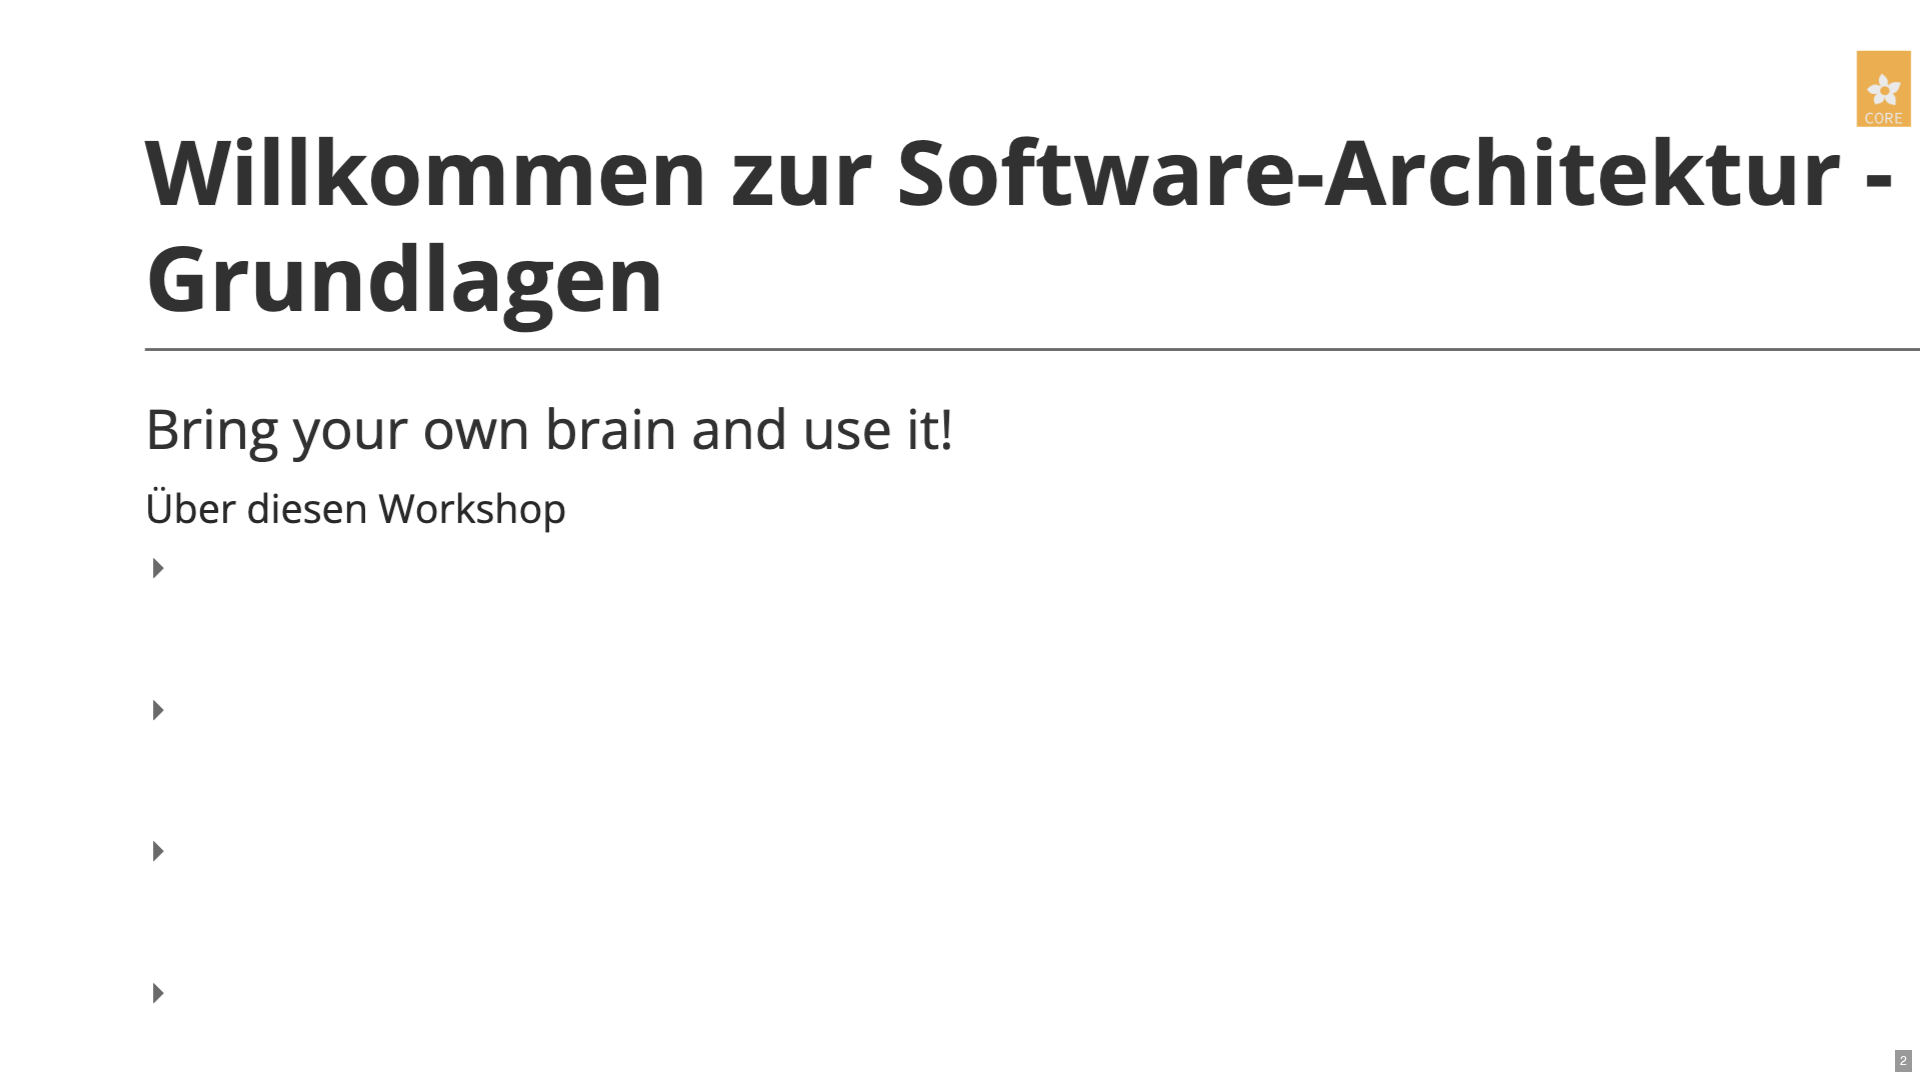 CORE
Willkommen zur Software-Architektur -
Grundlagen
Bring your own brain and use it!
Über diesen Workshop
2